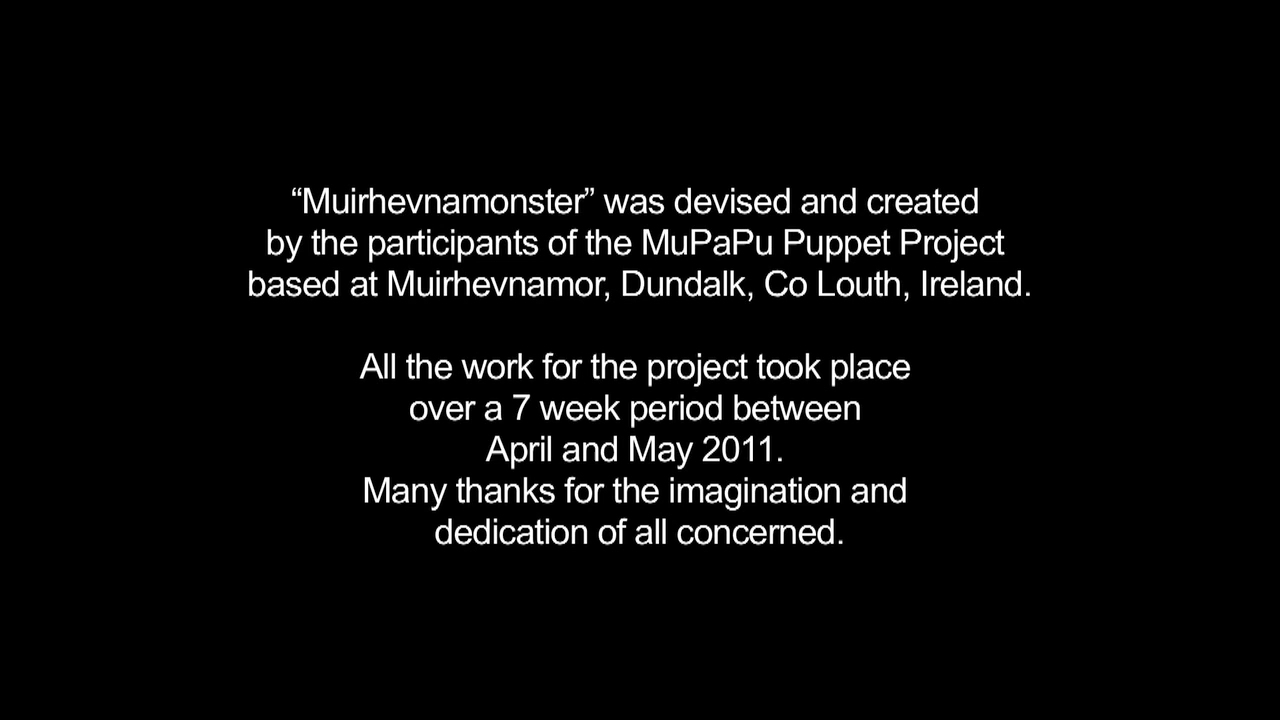 “Muirhevnamonster” was devised and created
by the participants of the MuPaPu Puppet Project
based at Muirhevnamor, Dundalk, Co Louth, Ireland.
All the work for the project took place
over a 7 week period between
April and May 2011.
Many thanks for the imagination and
dedication of all concerned.